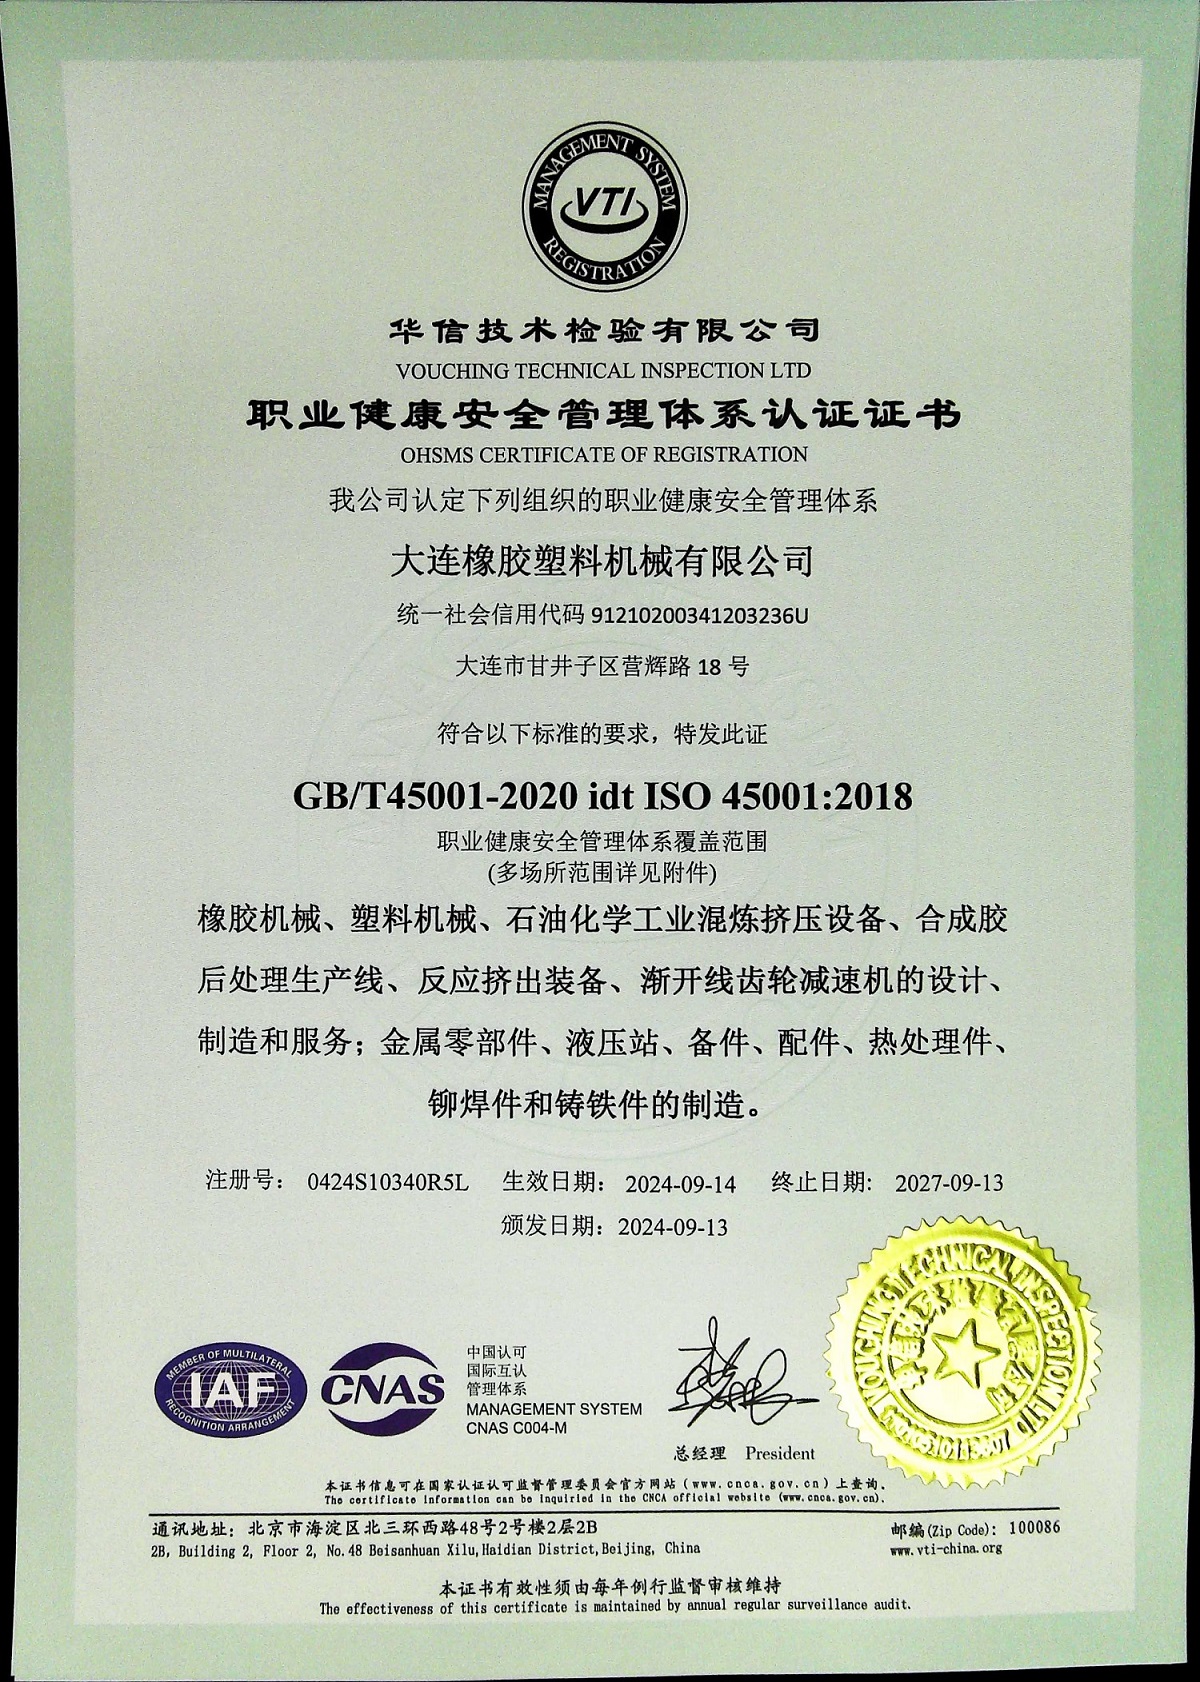 MANAGEMENT SYSTEM
VTI
REGISTRATION
华信技术检验有限公司
VOUCHING TECHNICAL INSPECTION LTD
职业健康安全管理体系认证证书
OHSMS CERTIFICATE OF REGISTRATION
我公司认定下列组织的职业健康安全管理体系
大连橡胶塑料机械有限公司
统一社会信用代码 91210200341203236U
大连市甘井子区营辉路 18 号
符合以下标准的要求，特发此证
GB/T45001-2020 idt ISO 45001:2018
职业健康安全管理体系覆盖范围
(多场所范围详见附件)
橡胶机械、塑料机械、石油化学工业混炼挤压设备、合成胶
后处理生产线、反应挤出装备、渐开线齿轮减速机的设计、
制造和服务；金属零部件、液压站、备件、配件、热处理件、
铆焊件和铸铁件的制造。
注册号： 0424S10340R5L 生效日期： 2024-09-14 终止日期： 2027-09-13
颁发日期： 2024-09-13
MEMBER OF MULTILATERAL
IAF
RECOGNITION ARRANGEMENT
CNAS
中国认可
国际互认
管理体系
MANAGEMENT SYSTEM
CNAS C004-M
VOUCHING TECHNICAL INSPECTION LTD
总经理 President
本证书信息可在国家认证认可监督管理委员会官方网站（www.cnca.gov.cn）上查询。
The certificate information can be inquiried in the CNCA official website (www.cnca.gov.cn).
通讯地址：北京市海淀区北三环西路48号2号楼2层2B 邮编(Zip Code): 100086
2B, Building 2, Floor 2, No.48 Beisanhuan Xilu,Haidian District,Beijing, China www.vti-china.org
本证书有效性须由每年例行监督审核维持
The effectiveness of this certificate is maintained by annual regular surveillance audit.